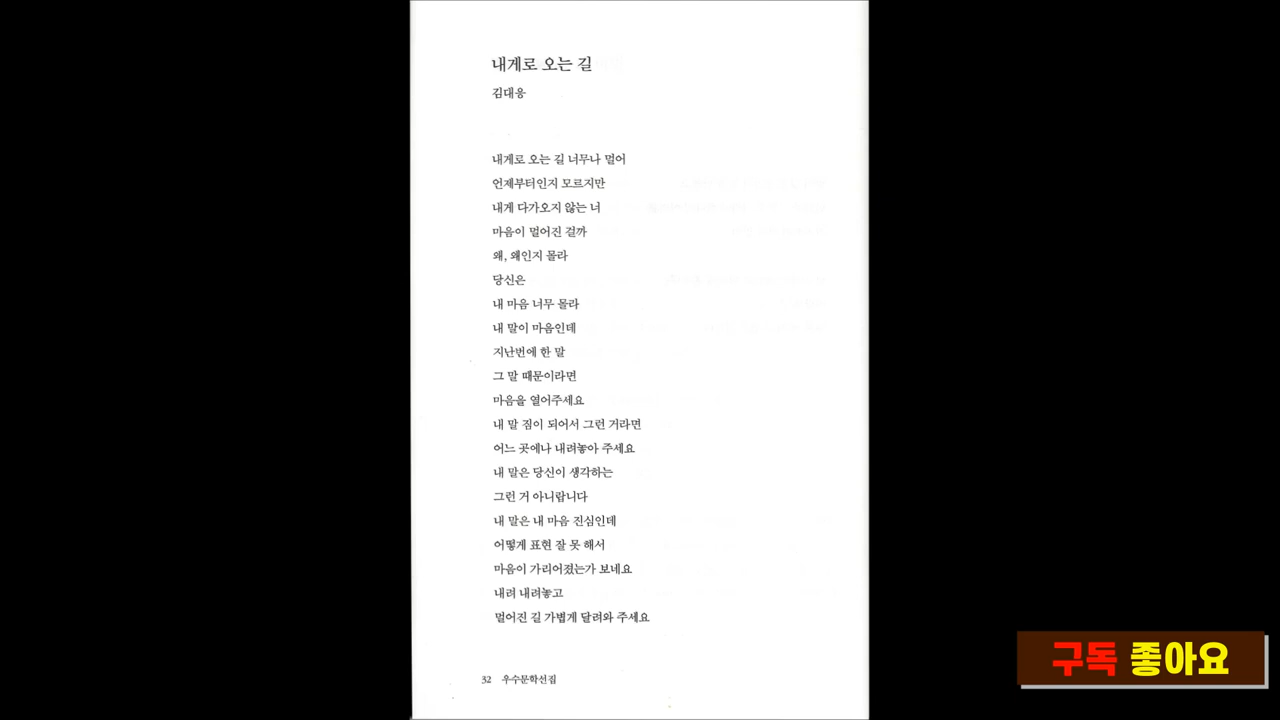 내게로 오는 길
김대응
내게로 오는 길 너무나 멀어
언제부터인지 모르지만
내게 다가오지 않는 너
마음이 멀어진 걸까
왜, 왜인지 몰라
당신은
내 마음 너무 몰라
내 말이 마음인데
지난번에 한 말
그 말 때문이라면
마음을 열어주세요
내 말 짐이 되어서 그런 거라면
어느 곳에나 내려놓아 주세요
내 말은 당신이 생각하는
그런 거 아니랍니다
내 말은 내 마음 진심인데
어떻게 표현 잘 못 해서
마음이 가리어졌는가 보네요
내려 내려놓고
멀어진 길 가볍게 달려와 주세요
32 우수문학선집
구독 좋아요